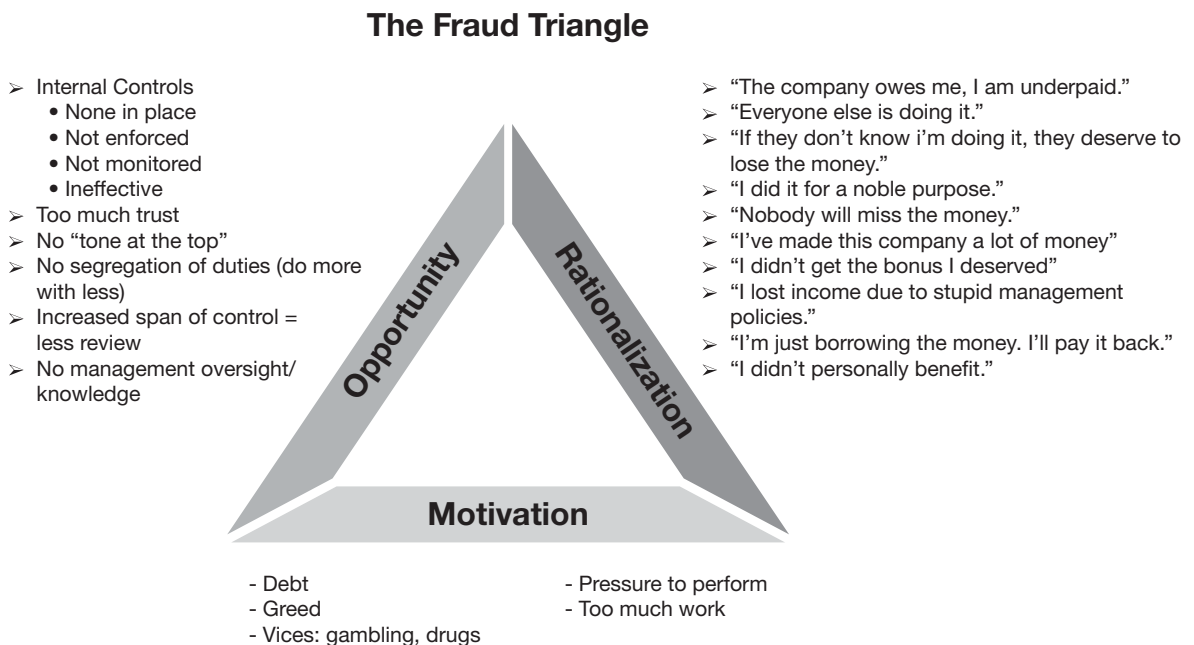 The Fraud Triangle
➢ Internal Controls
• None in place
• Not enforced
• Not monitored
• Ineffective
➢ Too much trust
➢ No “tone at the top”
➢ No segregation of duties (do more
with less)
➢ Increased span of control =
less review
➢ No management oversight/
knowledge
➢ “The company owes me, I am underpaid.”
➢ “Everyone else is doing it.”
➢ “If they don’t know i’m doing it, they deserve to
lose the money.”
➢ “I did it for a noble purpose.”
➢ “Nobody will miss the money.”
➢ “I’ve made this company a lot of money”
➢ “I didn’t get the bonus I deserved”
➢ “I lost income due to stupid management
policies.”
➢ “I’m just borrowing the money. I’ll pay it back.”
➢ “I didn’t personally benefit.”
Opportunity
Rationalization
Motivation
- Debt
- Greed
- Vices: gambling, drugs
- Pressure to perform
- Too much work